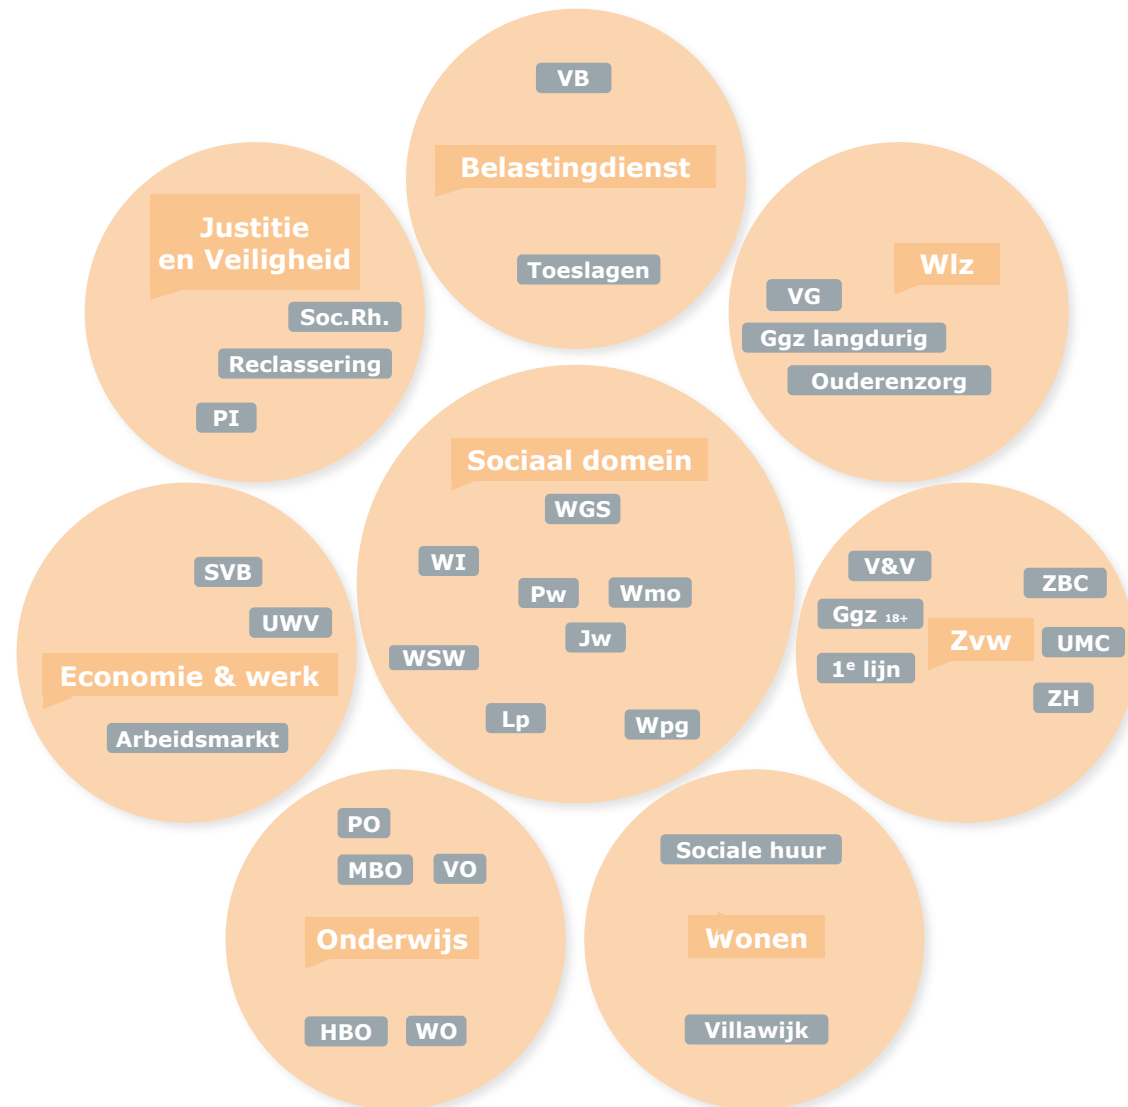 VB
Belastingdienst
Toeslagen
Justitie
en Veiligheid
Soc.Rh.
Reclassering
PI
Wlz
VG
Ggz langdurig
Ouderenzorg
Sociaal domein
WGS
WI
Pw
Wmo
Jw
WSW
Lp
Wpg
SVB
UWV
Economie & werk
Arbeidsmarkt
V&V
ZBC
Ggz 18+
Zvw
UMC
1e lijn
ZH
PO
MBO
VO
Onderwijs
HBO
WO
Sociale huur
Wonen
Villawijk